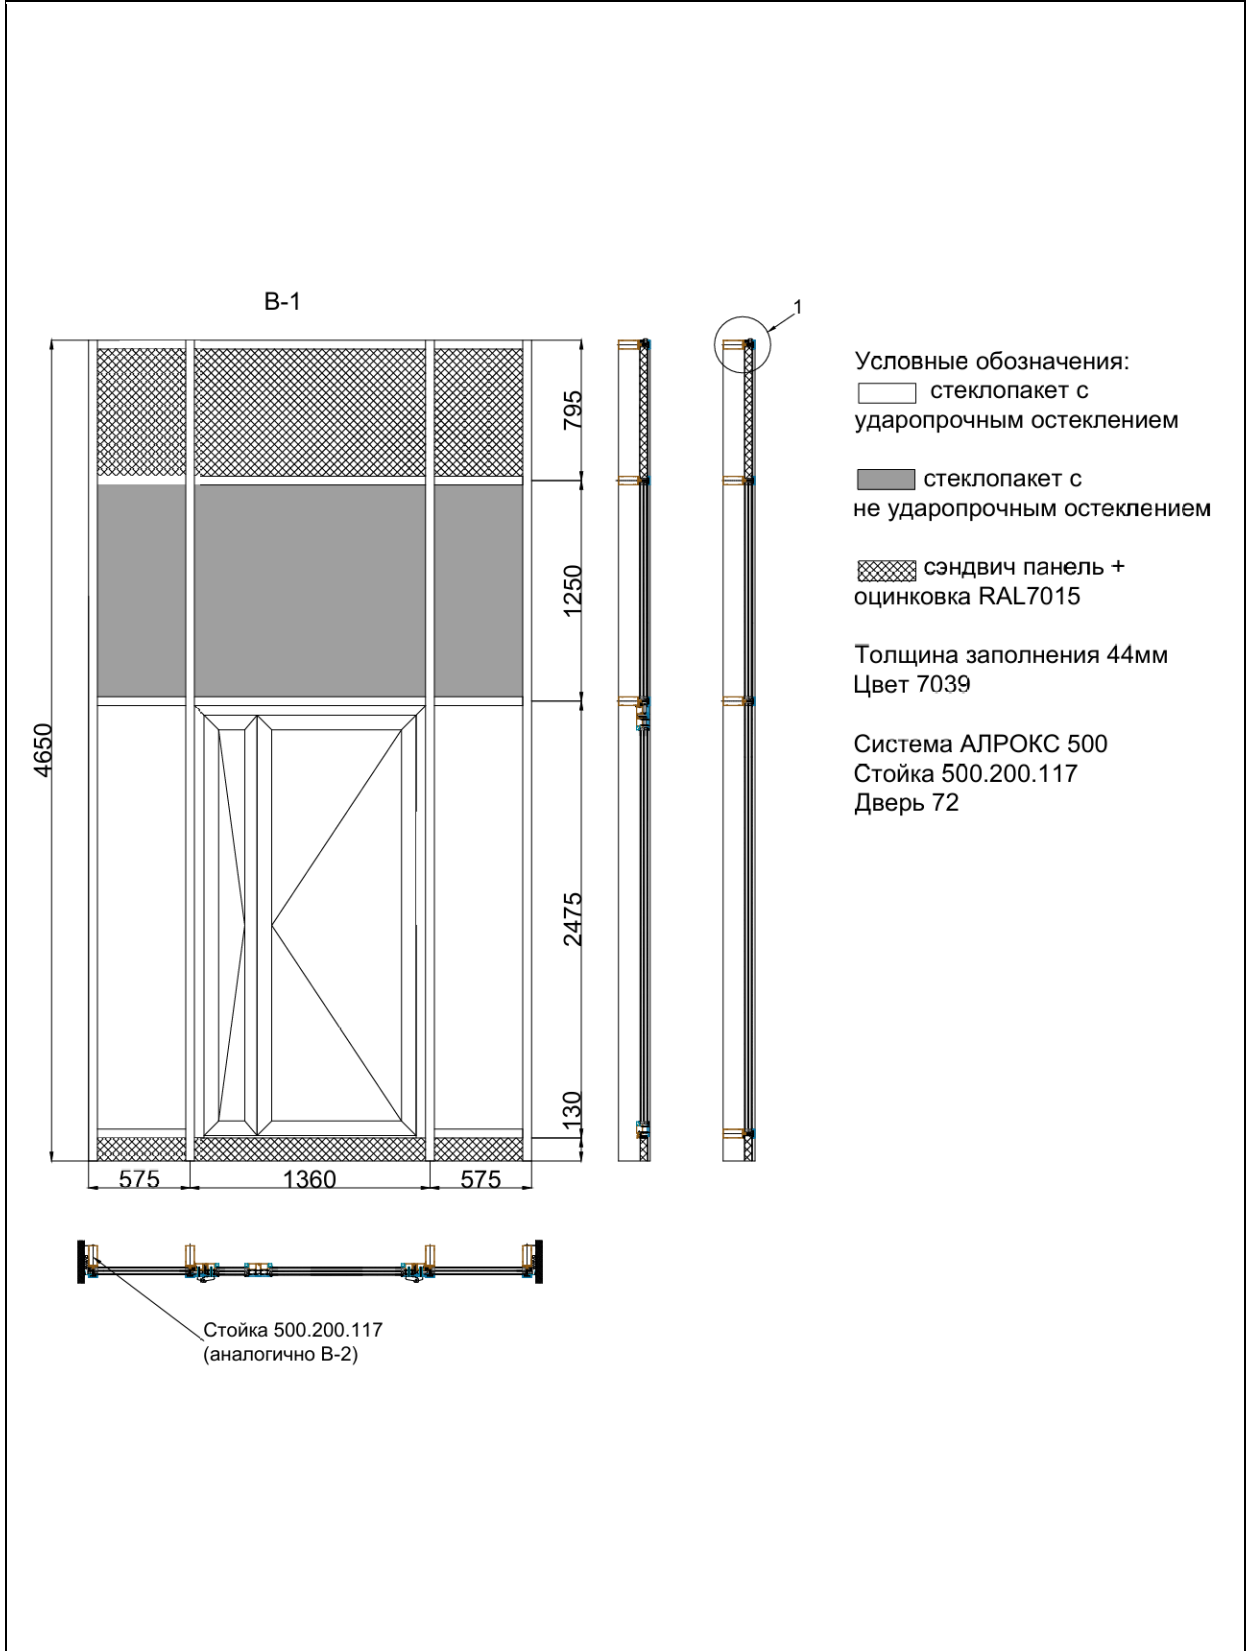 В-1
1
795
1250
4650
2475
130
575
1360
575
Условные обозначения:
стеклопакет с
ударопрочным остеклением
стеклопакет с
не ударопрочным остеклением
сэндвич панель +
оцинковка RAL7015
Толщина заполнения 44мм
Цвет 7039
Система АЛРОКС 500
Стойка 500.200.117
Дверь 72
Стойка 500.200.117
(аналогично В-2)